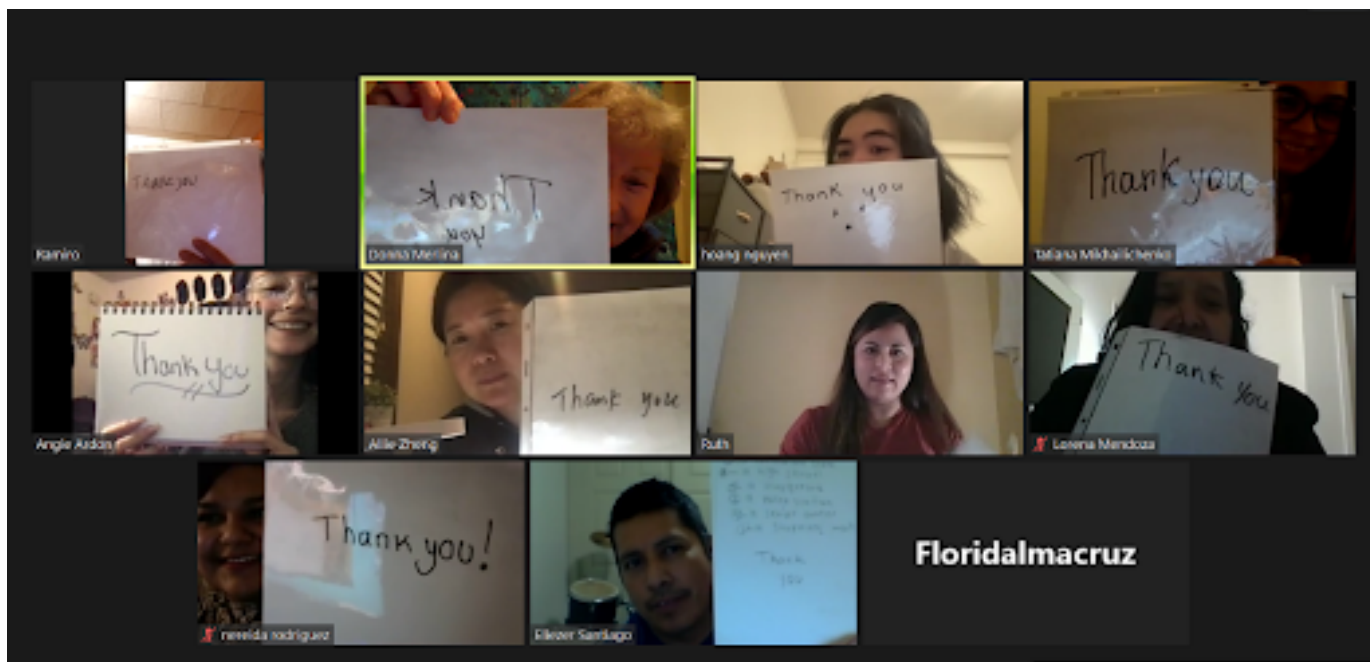 Thank you
Ramiro
Thank
you
Donna Merlina
Thank you
hoang nguyen
Thank you
Tatiana Mikhailichenko
Thank you
Angie Ardon
Thank you
Allie Zheng
Ruth
Thank You
Lorena Mendoza
Thank you!
nereida rodriguez
Thank
you
Eliezer Santiago
Floridalmacruz